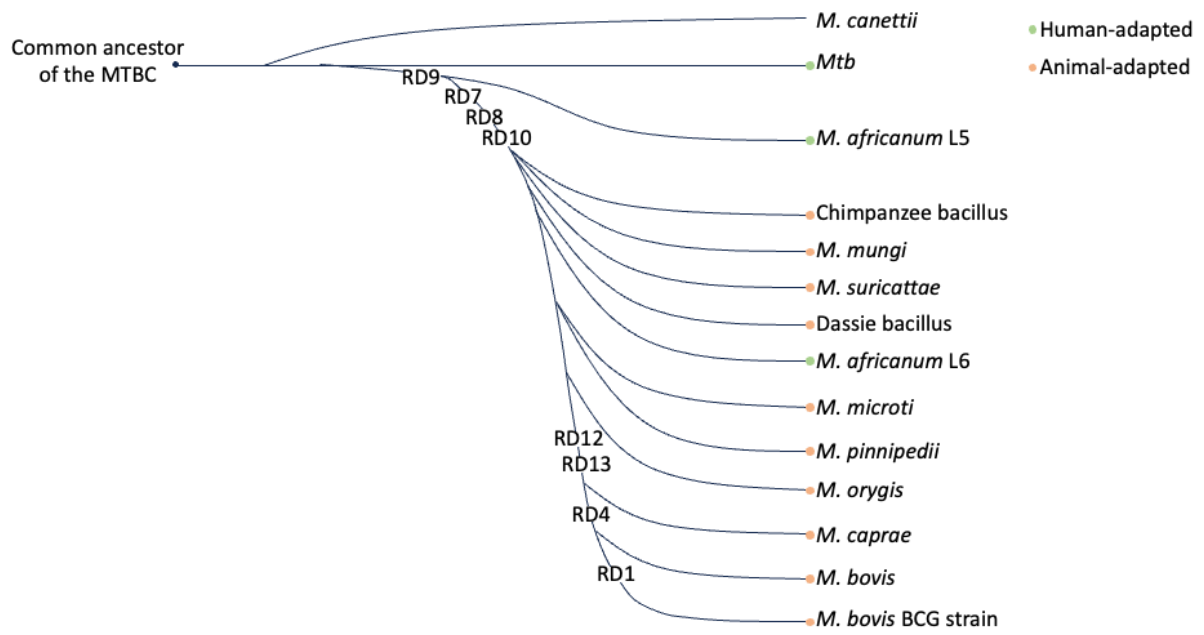 M. canettii
Human-adapted
Common ancestor
of the MTBC
Mtb
Animal-adapted
RD9
RD7
RD8
RD10
M. africanum L5
Chimpanzee bacillus
M. mungi
M. suricattae
Dassie bacillus
M. africanum L6
M. microti
RD12
M. pinnipedii
RD13
M. orygis
RD4
M. caprae
RD1
M. bovis
M. bovis BCG strain